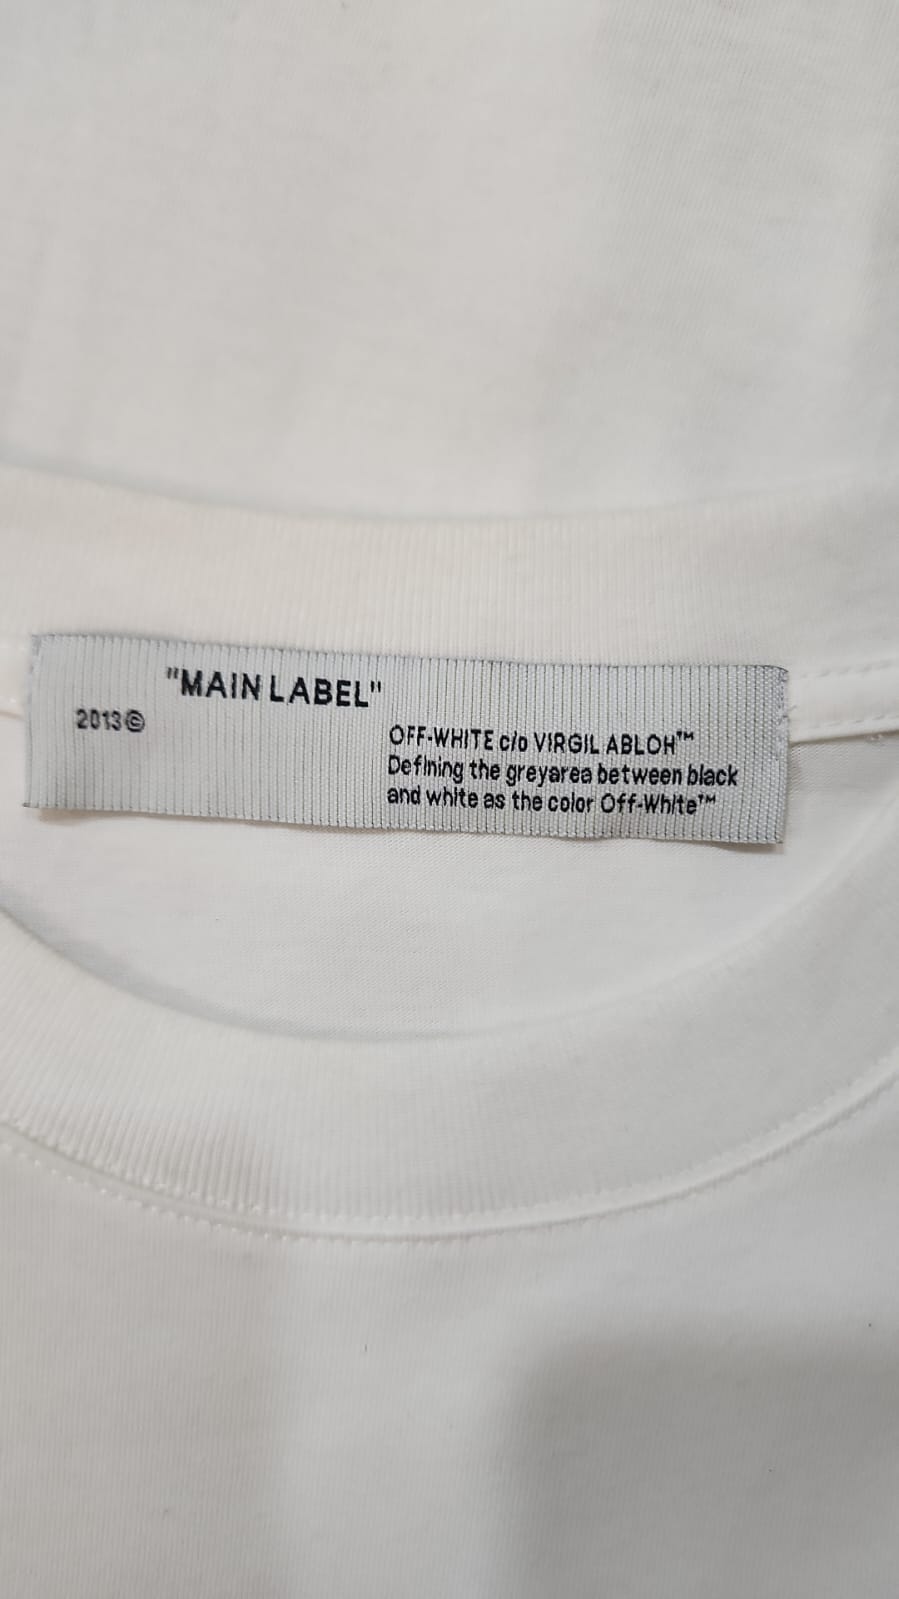 "MAIN LABEL"
2013©
OFF-WHITE c/o VIRGIL ABLOH™
Defining the greyarea between black
and white as the color Off-White™